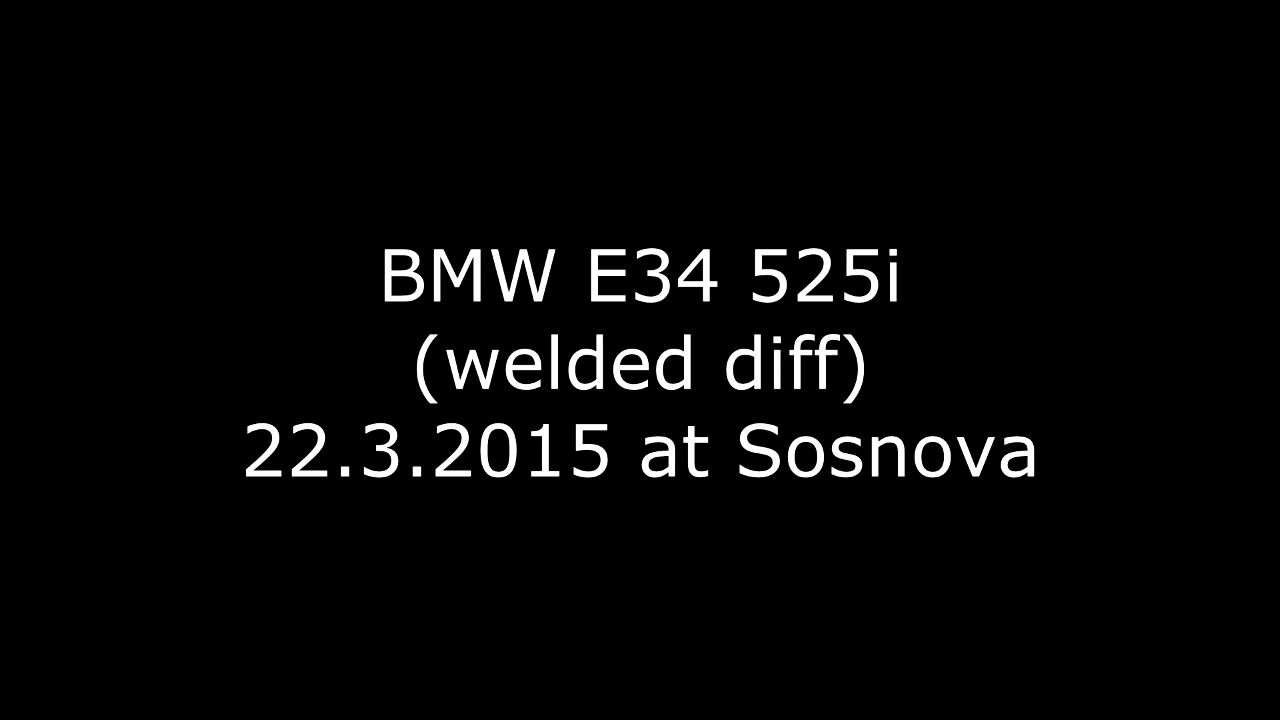 BMW E34 525i
(welded diff)
22.3.2015 at Sosnova